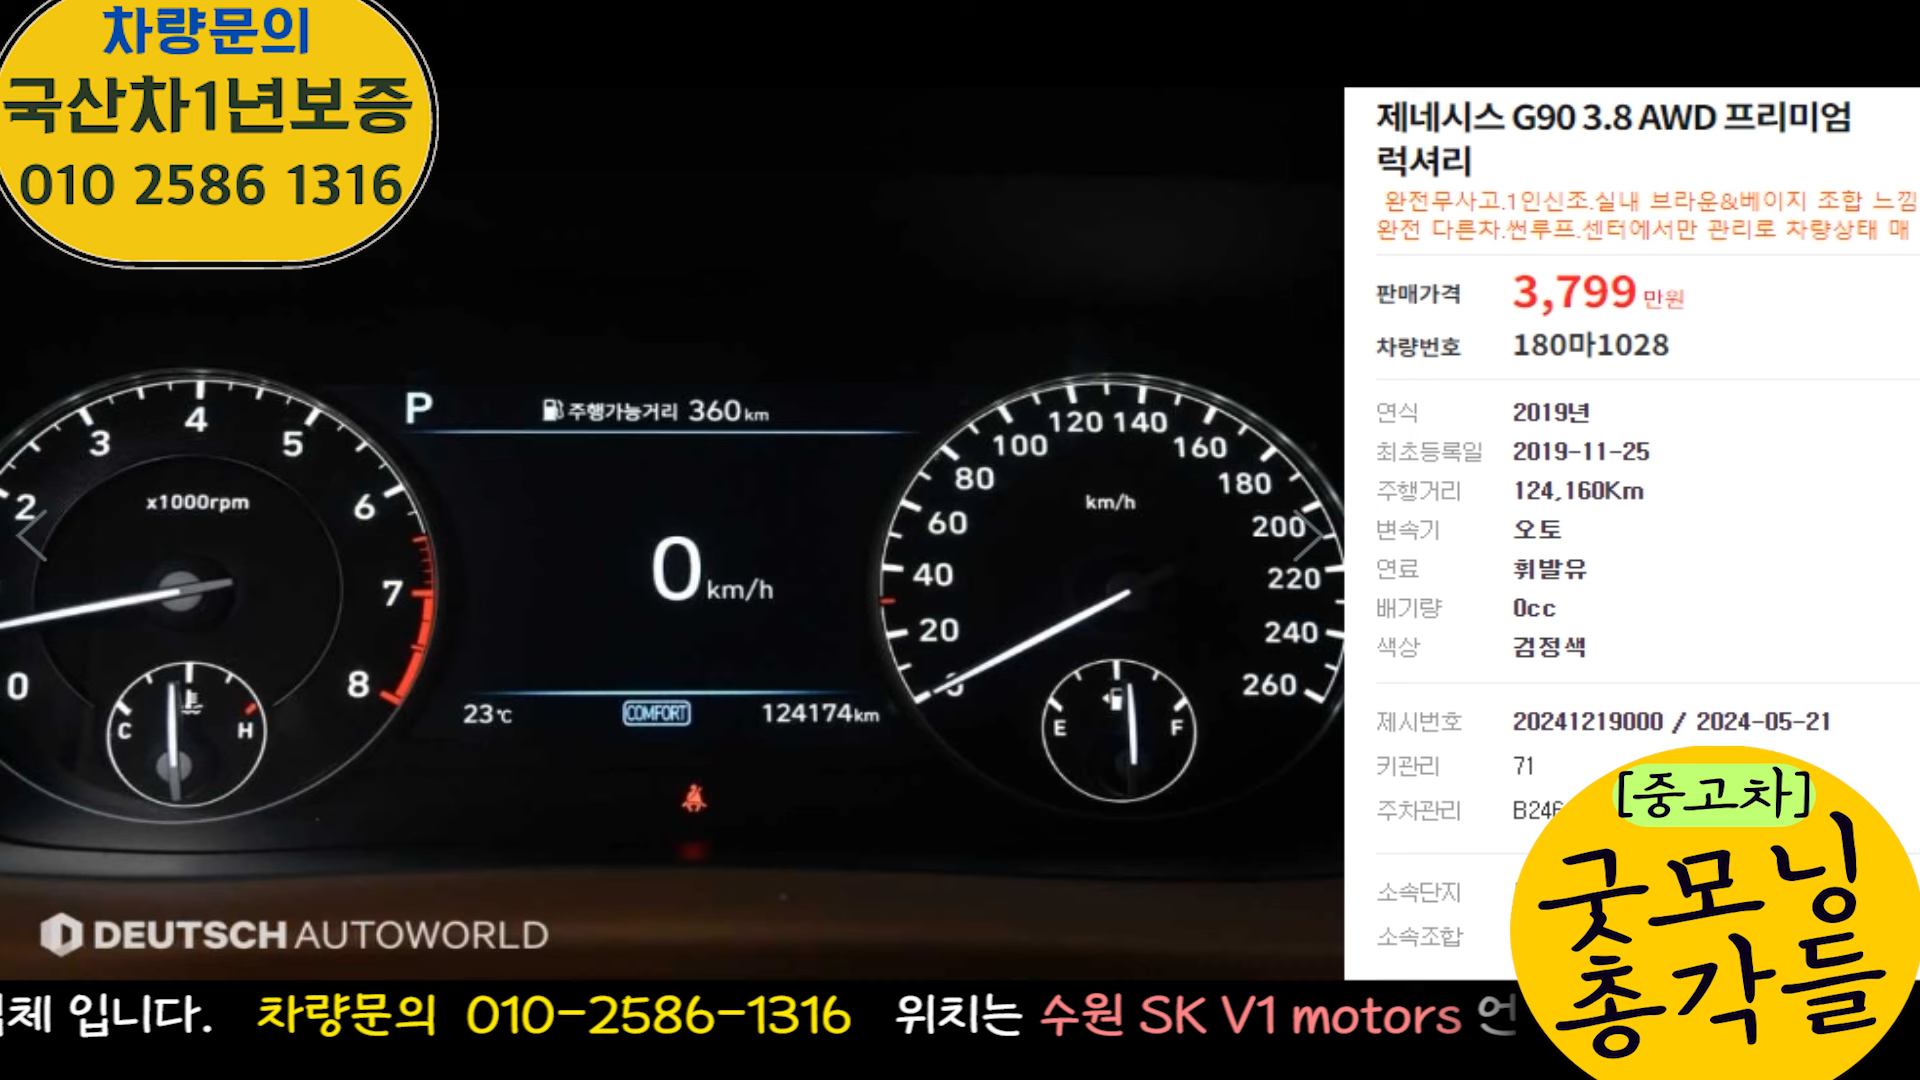 차량문의
국산차1년보증
010 2586 1316
제네시스 G90 3.8 AWD 프리미엄
럭셔리
완전무사고.1인신조.실내 브라운&베이지 조합 느낌
완전 다른차.썬루프.센터에서만 관리로 차량상태 매
판매가격 3,799 만원
차량번호 180마1028
연식 2019년
최초등록일 2019-11-25
주행거리 124,160Km
변속기 오토
연료 휘발유
배기량 0cc
색상 검정색
제시번호 20241219000 / 2024-05-21
키관리 71
주차관리 B246
소속단지
소속조합
P 주행가능거리 360km
x1000rpm
0 2 3 4 5 6 7 8
C H
0 km/h
23℃ COMFORT 124174km
km/h
0 20 40 60 80 100 120 140 160 180 200 220 240 260
E F
DEUTSCH AUTOWORLD
[중고차]
굿모닝
총각들
체 입니다. 차량문의 010-2586-1316 위치는 수원 SK V1 motors 언